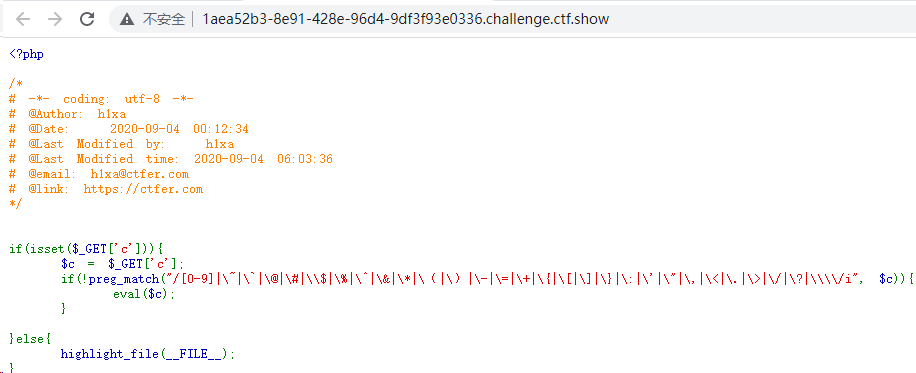 不安全 | 1aea52b3-8e91-428e-96d4-9df3f93e0336.challenge.ctf.show
<?php
/*
# -*- coding: utf-8 -*-
# @Author: h1xa
# @Date:   2020-09-04 00:12:34
# @Last Modified by:   h1xa
# @Last Modified time: 2020-09-04 06:03:36
# @email: h1xa@ctfer.com
# @link: https://ctfer.com
*/
if(isset($_GET['c'])){
$c = $_GET['c'];
if(!preg_match("/[0-9]|\~|\`|\@|\#|\\$|\%|\^|\&|\*|\（|\）|\-|\=|\+|\{|\[|\]|\}|\:|\'|\"|\,|\<|\.|\>|\/|\?|\\\\/i", $c)){
eval($c);
}
}else{
highlight_file(__FILE__);
}